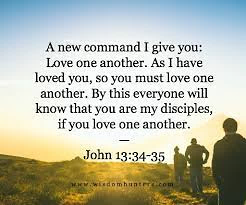 A new command I give you:
Love one another. As I have
loved you, so you must love one
another. By this everyone will
know that you are my disciples,
if you love one another.
—
John 13:34-35
www.wisdomhunters.com